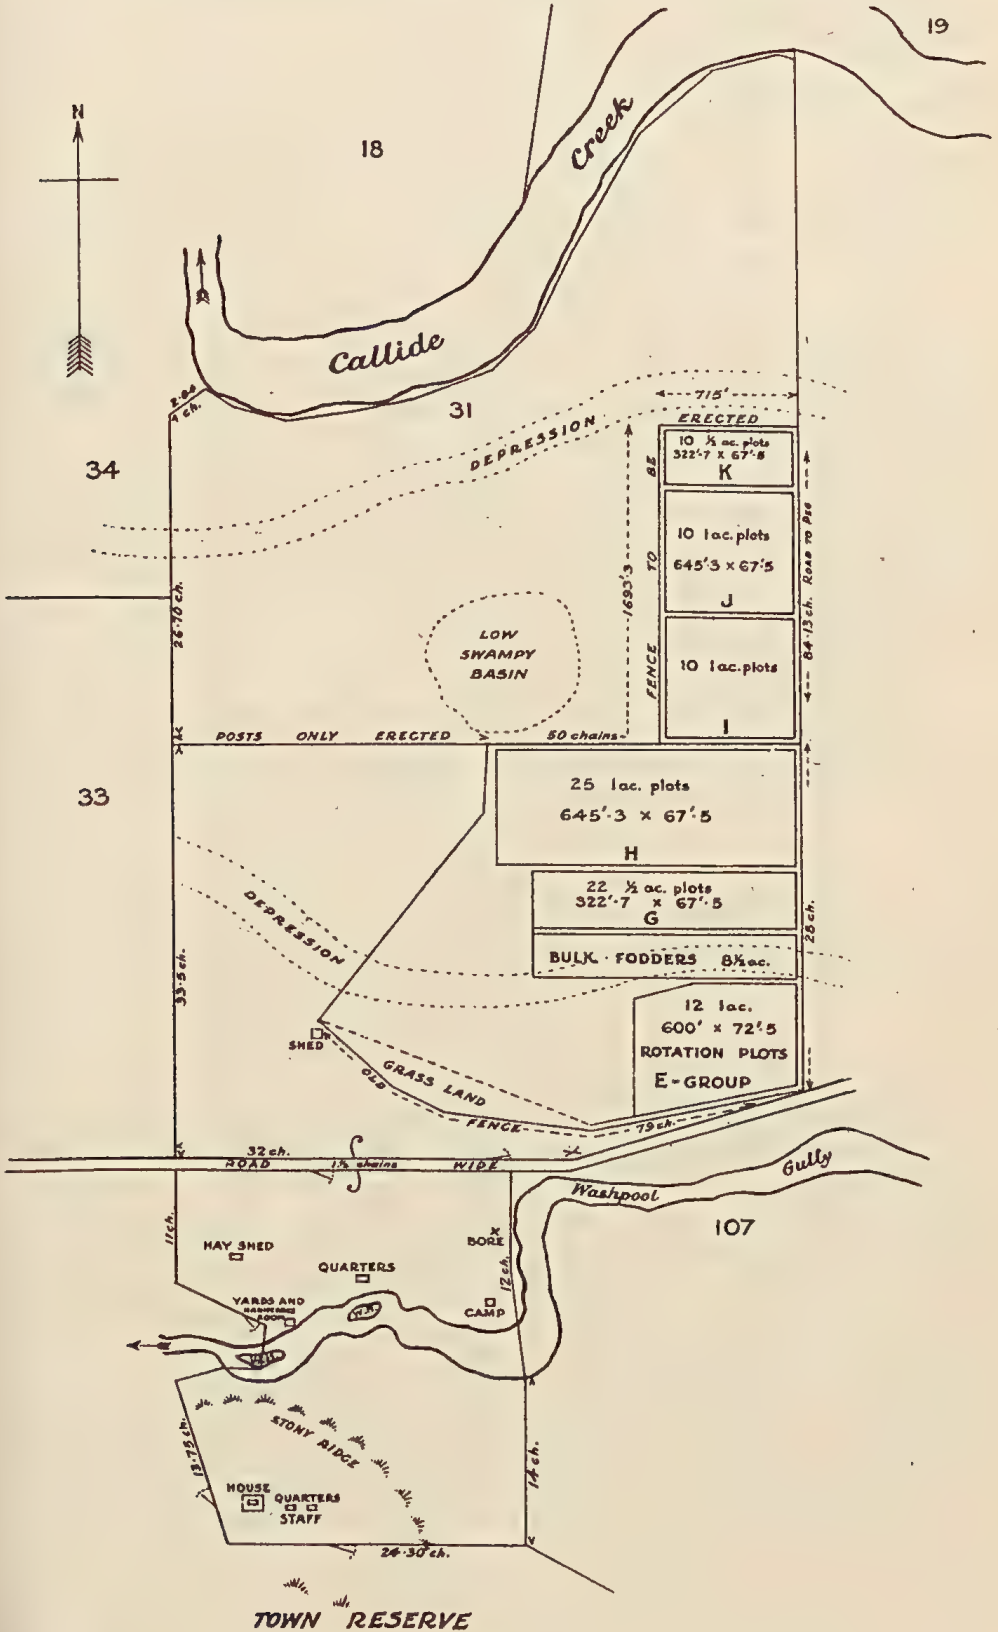 19
N
18
Creek
Callide
2·84
ch.
31
715'
DEPRESSION
ERECTED
10 ½ ac. plots
322'·7 x 67'·5
K
BE
34
10 1ac. plots
645'·3 x 67'·5
J
TO
1693'·3
84·13 ch. ROAD TO PEG
26·70 ch.
LOW
SWAMPY
BASIN
FENCE
10 1ac. plots
I
POSTS ONLY ERECTED
50 chains
33
25 1ac. plots
645'·3 x 67'·5
H
22 ½ ac. plots
322'·7 x 67'·5
G
28 ch.
DEPRESSION
BULK FODDERS 8½ac.
33·5 ch.
12 1ac.
600' x 72'·5
ROTATION PLOTS
E-GROUP
SHED
GRASS LAND
OLD
FENCE
79 ch.
32 ch.
ROAD 1½ chains WIDE
Gully
Washpool
107
11 ch.
HAY SHED
BORE
x
QUARTERS
12 ch.
YARDS AND
ROOM
CAMP
W.H.
W.H.
STONY RIDGE
13·75 ch.
14 ch.
HOUSE
QUARTERS
STAFF
24·30 ch.
TOWN RESERVE